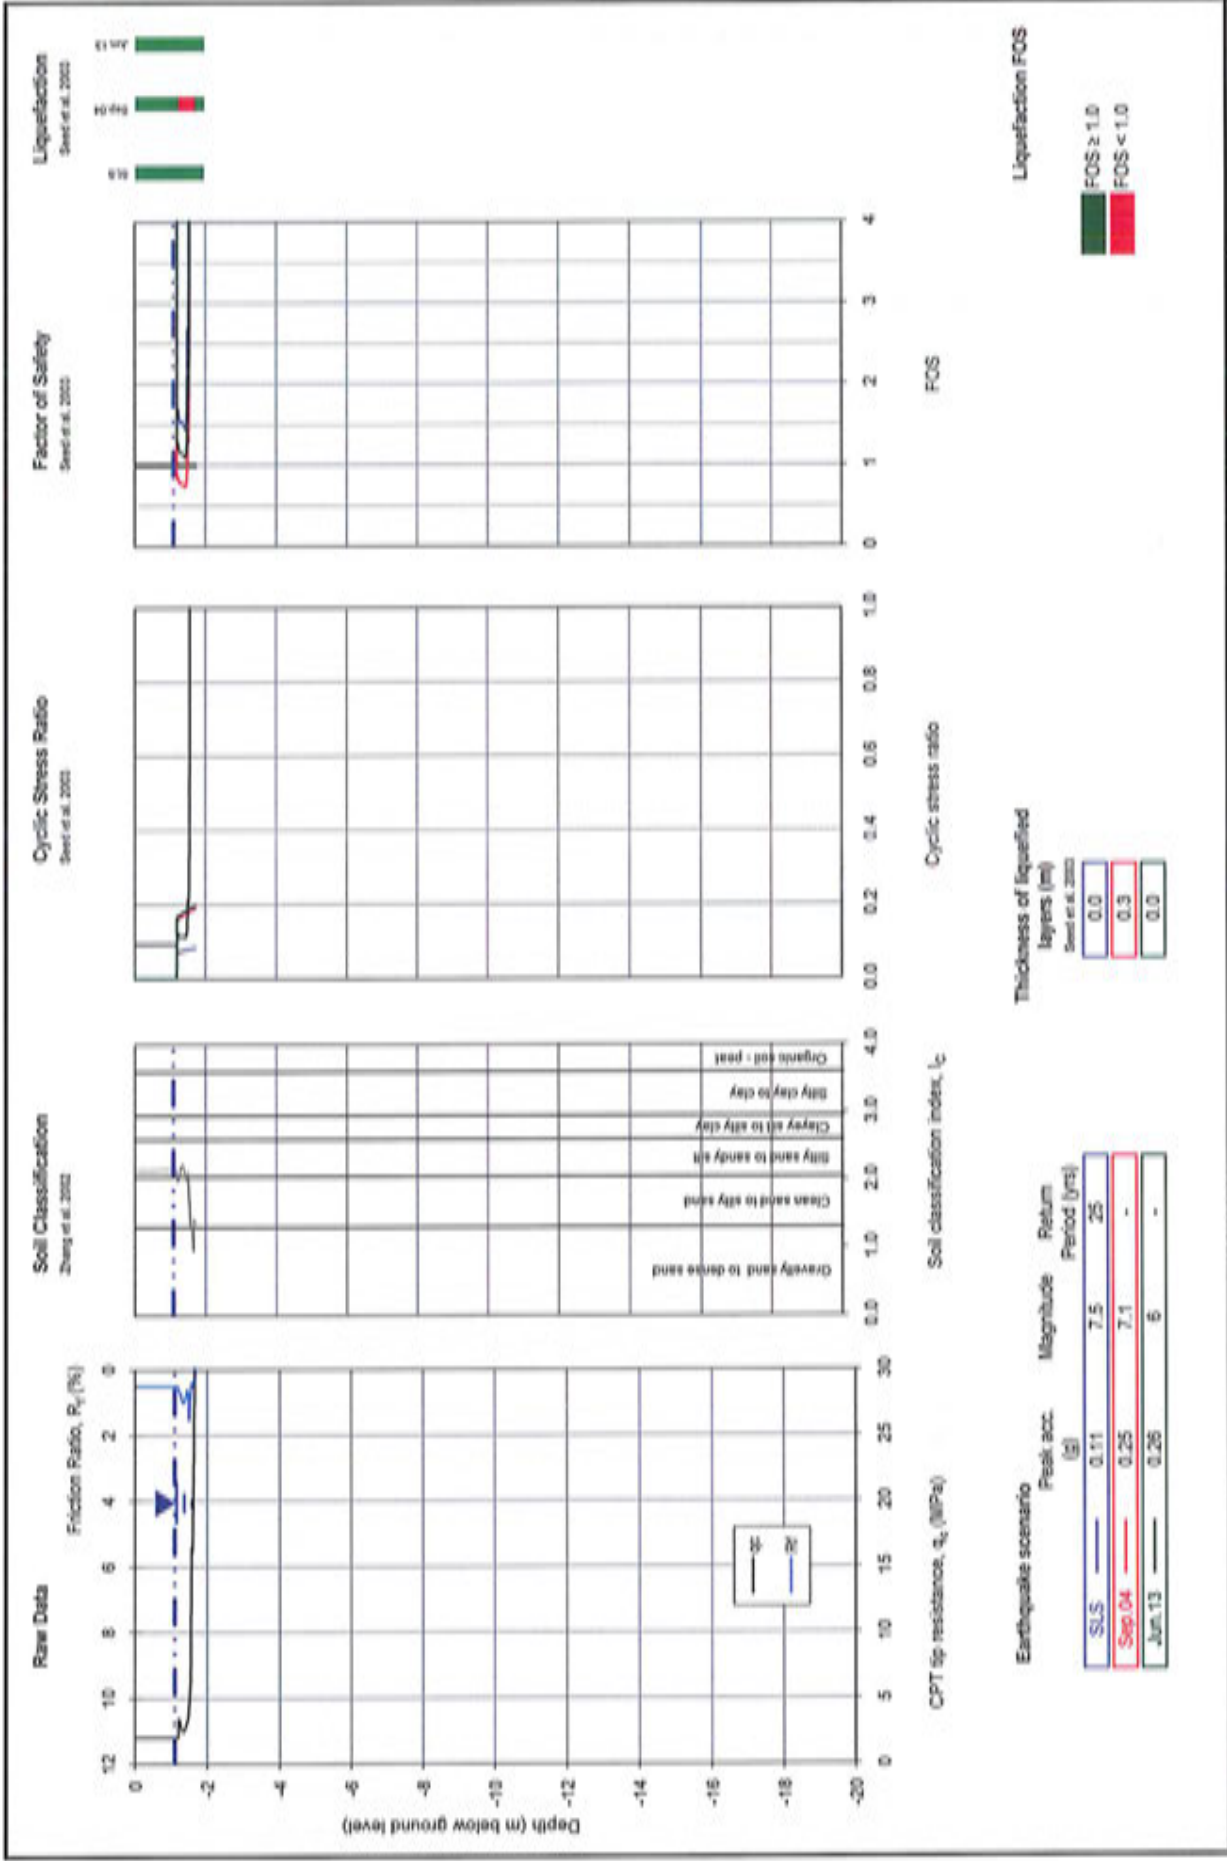 Raw Data
Friction Ratio, Rf (%)
12 10 8 6 4 2 0
0
-2
-4
-6
-8
-10
-12
-14
-16
-18
-20
Depth (m below ground level)
qc
Rf
0 5 10 15 20 25 30
CPT tip resistance, qc (MPa)
Soil Classification
Zhang et al. 2002
Gravelly sand to dense sand
Clean sand to silty sand
Silty sand to sandy silt
Clayey silt to silty clay
Silty clay to clay
Organic soil - peat
0.0 1.0 2.0 3.0 4.0
Soil classification index, IC
Cyclic Stress Ratio
Seed et al. 2003
0.0 0.2 0.4 0.6 0.8 1.0
Cyclic stress ratio
Factor of Safety
Seed et al. 2003
0 1 2 3 4
FOS
Liquefaction
Seed et al. 2003
SLS Sep.04 Jun.13
Earthquake scenario
Peak acc. (g) Magnitude Return Period (yrs)
SLS 0.11 7.5 25
Sep.04 0.25 7.1 -
Jun.13 0.26 6 -
Thickness of liquefied
layers (m)
Seed et al. 2003
0.0
0.3
0.0
Liquefaction FOS
FOS ≥ 1.0
FOS < 1.0